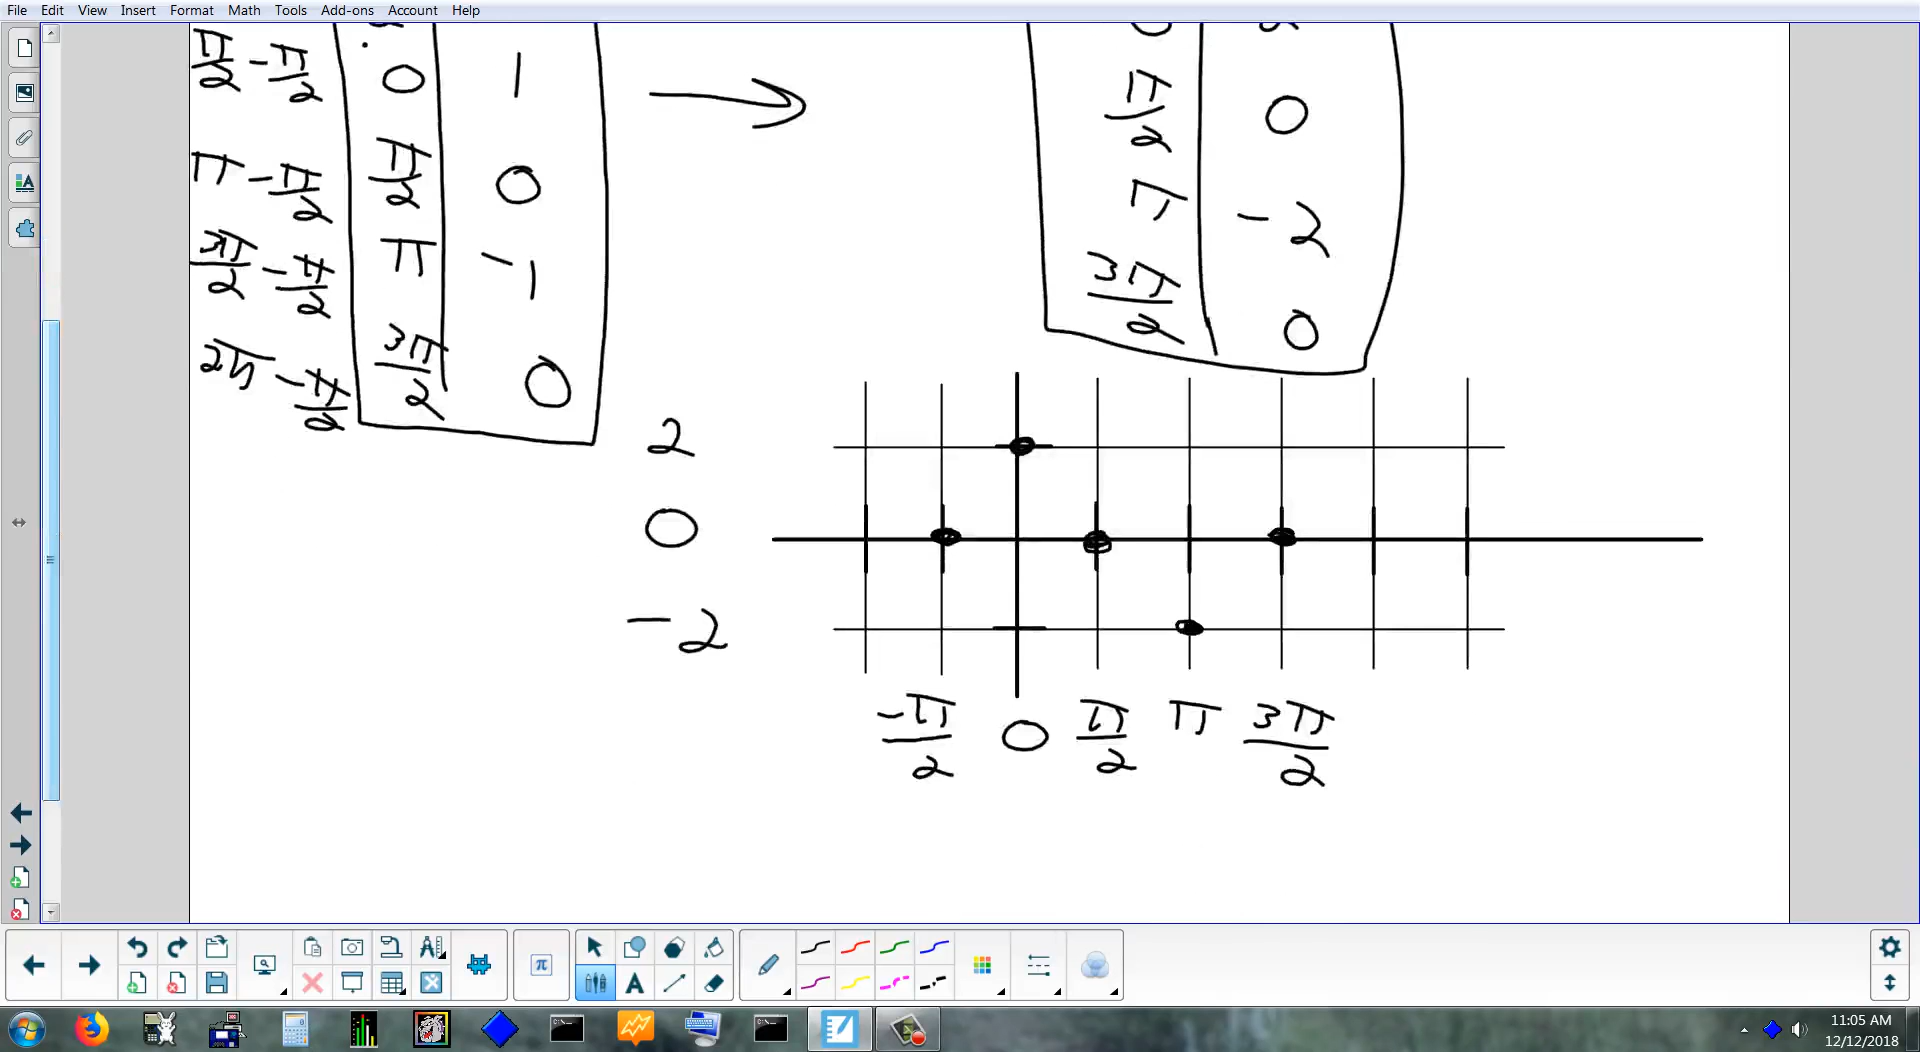 File Edit View Insert Format Math Tools Add-ons Account Help
π/2 - π/2 0 1
π - π/2 π/2 0
3π/2 - π/2 π -1
2π - π/2 3π/2 0
π/2 0
π -2
3π/2 0
2
0
-2
-π/2 0 π/2 π 3π/2
π
A
11:05 AM
12/12/2018